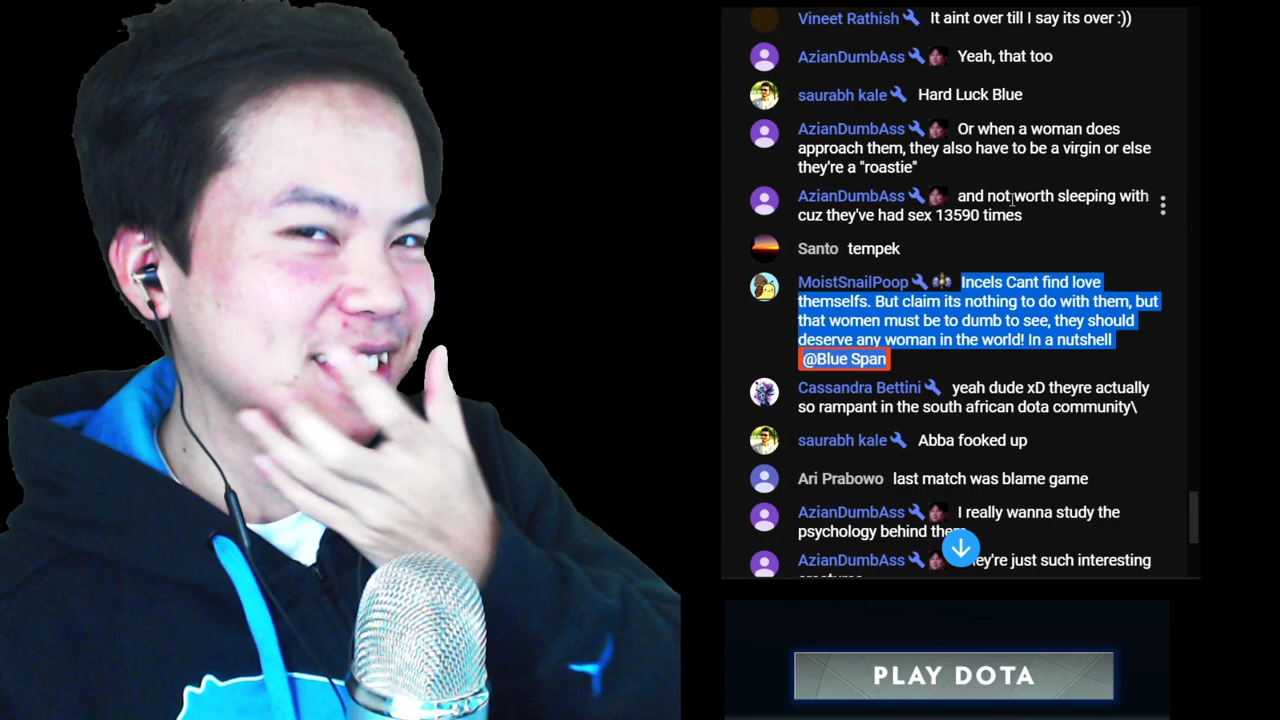 Vineet Rathish It aint over till I say its over :))
AzianDumbAss Yeah, that too
saurabh kale Hard Luck Blue
AzianDumbAss Or when a woman does
approach them, they also have to be a virgin or else
they're a "roastie"
AzianDumbAss and not worth sleeping with
cuz they've had sex 13590 times
Santo tempek
MoistSnailPoop Incels Cant find love
themselfs. But claim its nothing to do with them, but
that women must be to dumb to see, they should
deserve any woman in the world! In a nutshell
@Blue Span
Cassandra Bettini yeah dude xD theyre actually
so rampant in the south african dota community\
saurabh kale Abba fooked up
Ari Prabowo last match was blame game
AzianDumbAss I really wanna study the
psychology behind them
AzianDumbAss They're just such interesting
PLAY DOTA